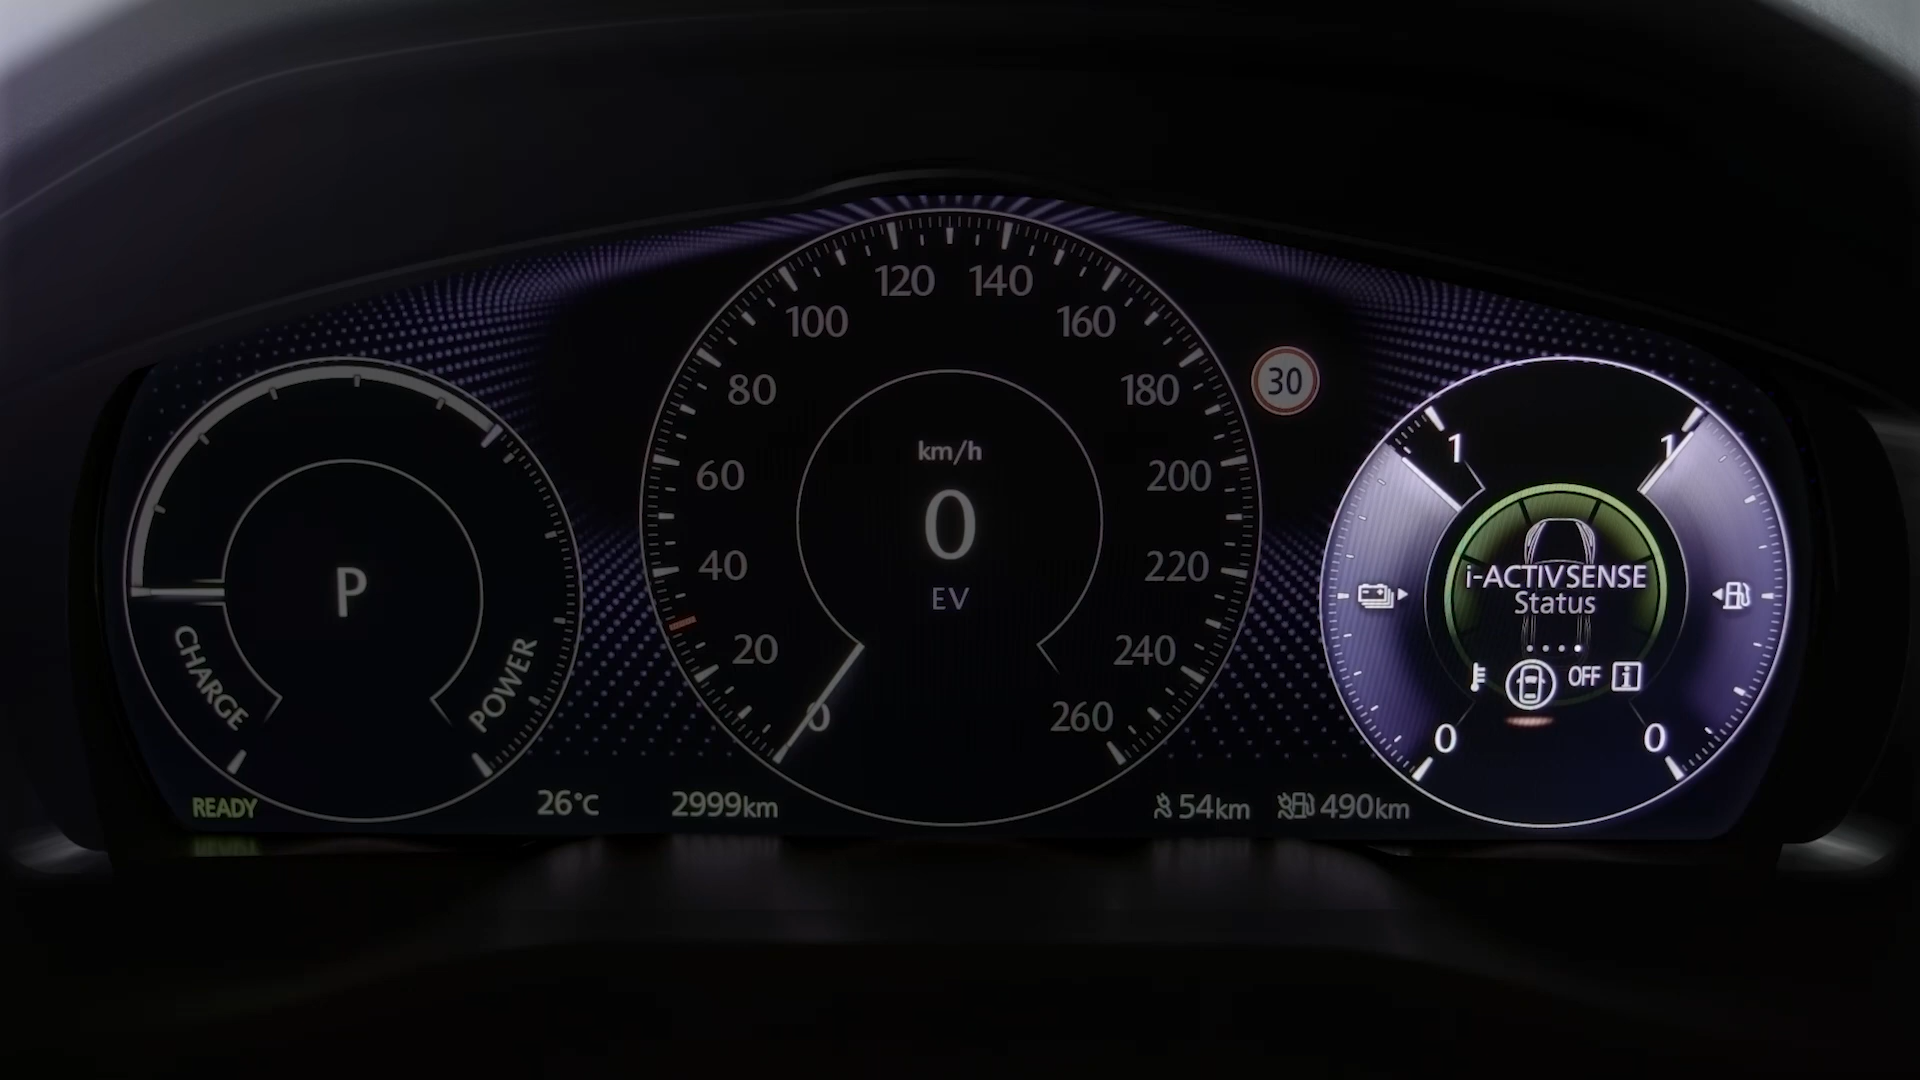 P
CHARGE
POWER
READY
26°C
2999km
0
20
40
60
80
100
120
140
160
180
200
220
240
260
km/h
0
EV
30
54km
490km
1
1
i-ACTIVSENSE
Status
OFF
i
0
0